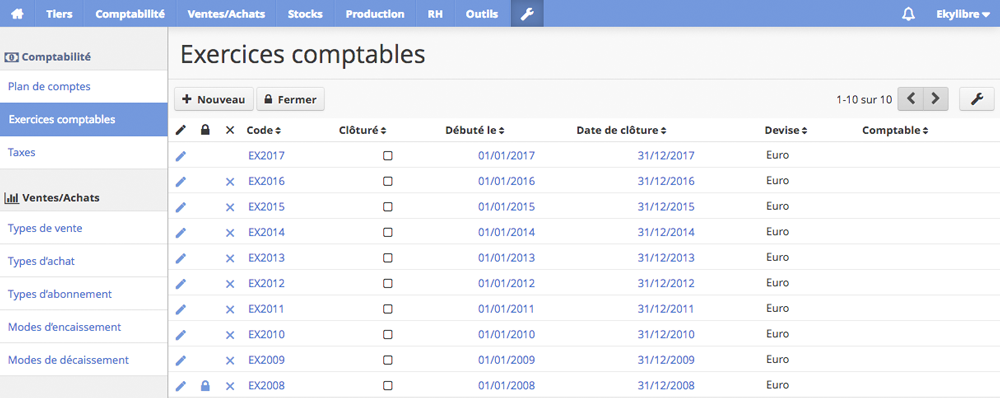 Tiers Comptabilité Ventes/Achats Stocks Production RH Outils Ekylibre
Comptabilité
Plan de comptes
Exercices comptables
Taxes
Ventes/Achats
Types de vente
Types d'achat
Types d'abonnement
Modes d'encaissement
Modes de décaissement
Exercices comptables
Nouveau Fermer 1-10 sur 10
Code Clôturé Débuté le Date de clôture Devise Comptable
EX2017 01/01/2017 31/12/2017 Euro
EX2016 01/01/2016 31/12/2016 Euro
EX2015 01/01/2015 31/12/2015 Euro
EX2014 01/01/2014 31/12/2014 Euro
EX2013 01/01/2013 31/12/2013 Euro
EX2012 01/01/2012 31/12/2012 Euro
EX2011 01/01/2011 31/12/2011 Euro
EX2010 01/01/2010 31/12/2010 Euro
EX2009 01/01/2009 31/12/2009 Euro
EX2008 01/01/2008 31/12/2008 Euro